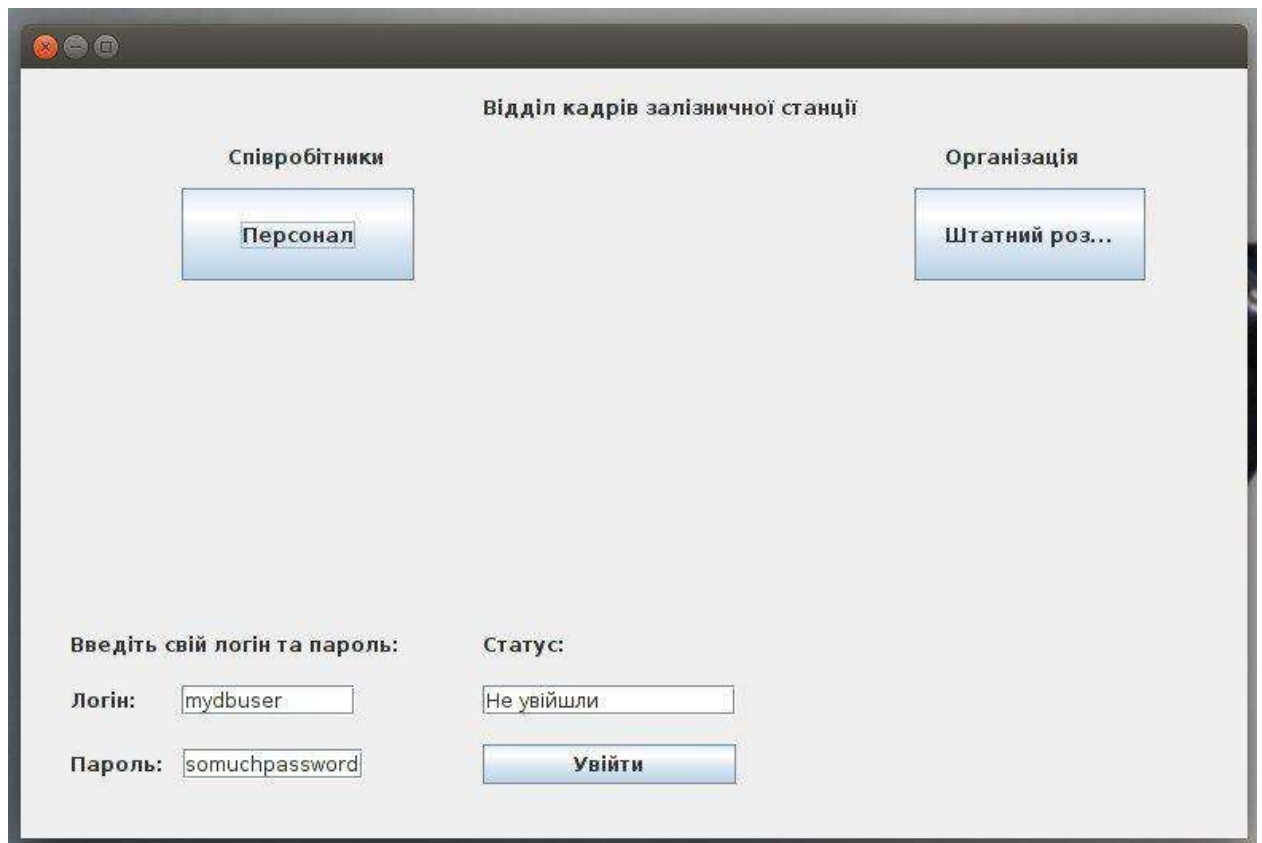 Відділ кадрів залізничної станції
Співробітники Організація
Персонал Штатний роз...
Введіть свій логін та пароль: Статус:
Логін: mydbuser Не увійшли
Пароль: somuchpassword Увійти